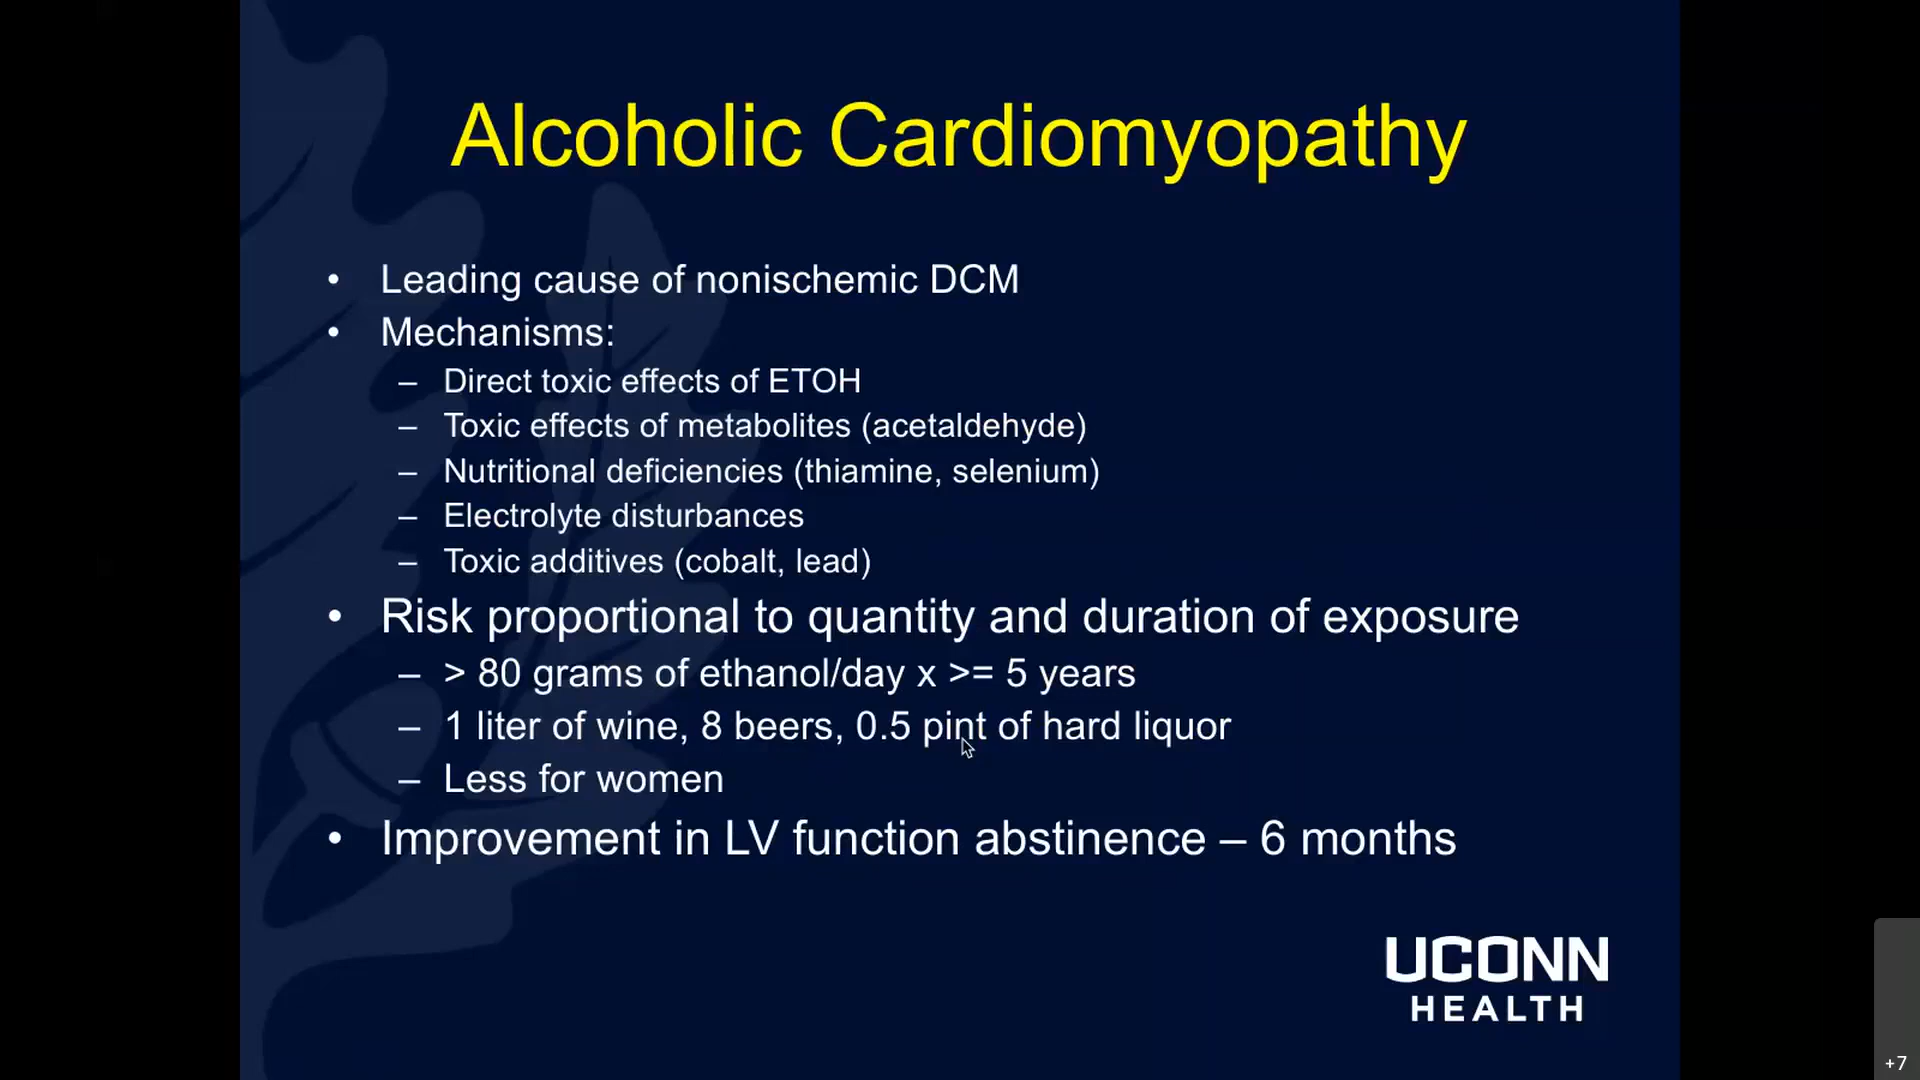 Alcoholic Cardiomyopathy
• Leading cause of nonischemic DCM
• Mechanisms:
– Direct toxic effects of ETOH
– Toxic effects of metabolites (acetaldehyde)
– Nutritional deficiencies (thiamine, selenium)
– Electrolyte disturbances
– Toxic additives (cobalt, lead)
• Risk proportional to quantity and duration of exposure
– > 80 grams of ethanol/day x >= 5 years
– 1 liter of wine, 8 beers, 0.5 pint of hard liquor
– Less for women
• Improvement in LV function abstinence – 6 months
UCONN
HEALTH
+7